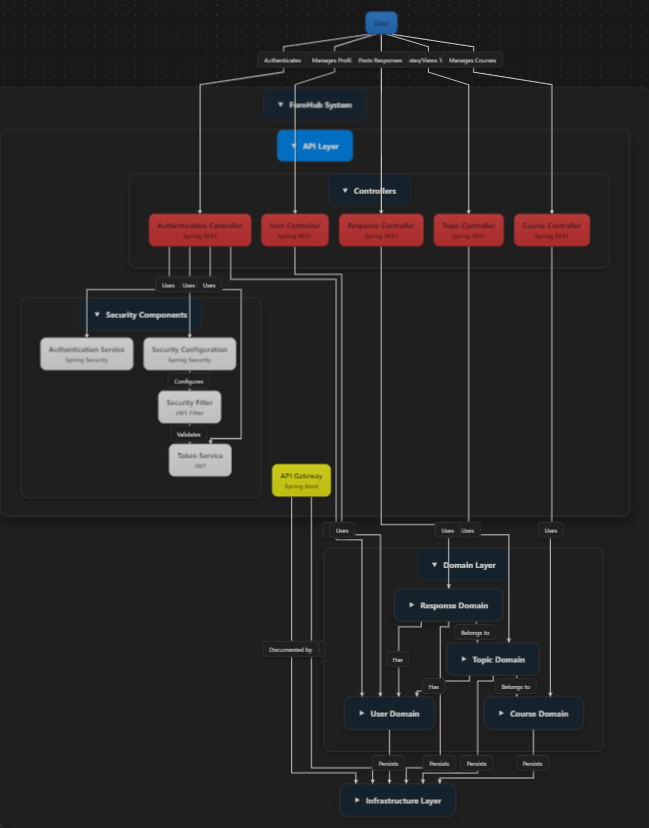 User
Authenticates
Manages Profi
Posts Responses
ates/Views T
Manages Courses
▼ ForoHub System
▼ API Layer
▼ Controllers
Authentication Controller
Spring REST
User Controller
Spring REST
Response Controller
Spring REST
Topic Controller
Spring REST
Course Controller
Spring REST
Uses
Uses
Uses
▼ Security Components
Authentication Service
Spring Security
Security Configuration
Spring Security
Configures
Security Filter
JWT Filter
Validates
Token Service
JWT
API Gateway
Spring Boot
Uses
Uses
Uses
Uses
▼ Domain Layer
► Response Domain
Belongs to
Has
► Topic Domain
Has
Belongs to
► User Domain
► Course Domain
Documented by
Persists
Persists
Persists
Persists
► Infrastructure Layer